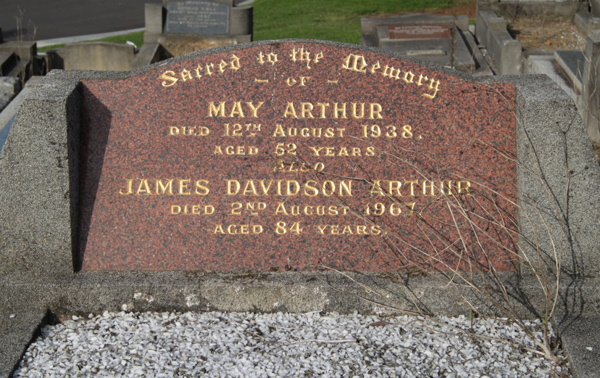 Sacred to the Memory
- OF -
MAY ARTHUR
DIED 12TH AUGUST 1938.
AGED 52 YEARS
ALSO
JAMES DAVIDSON ARTHUR
DIED 2ND AUGUST 1967.
AGED 84 YEARS.